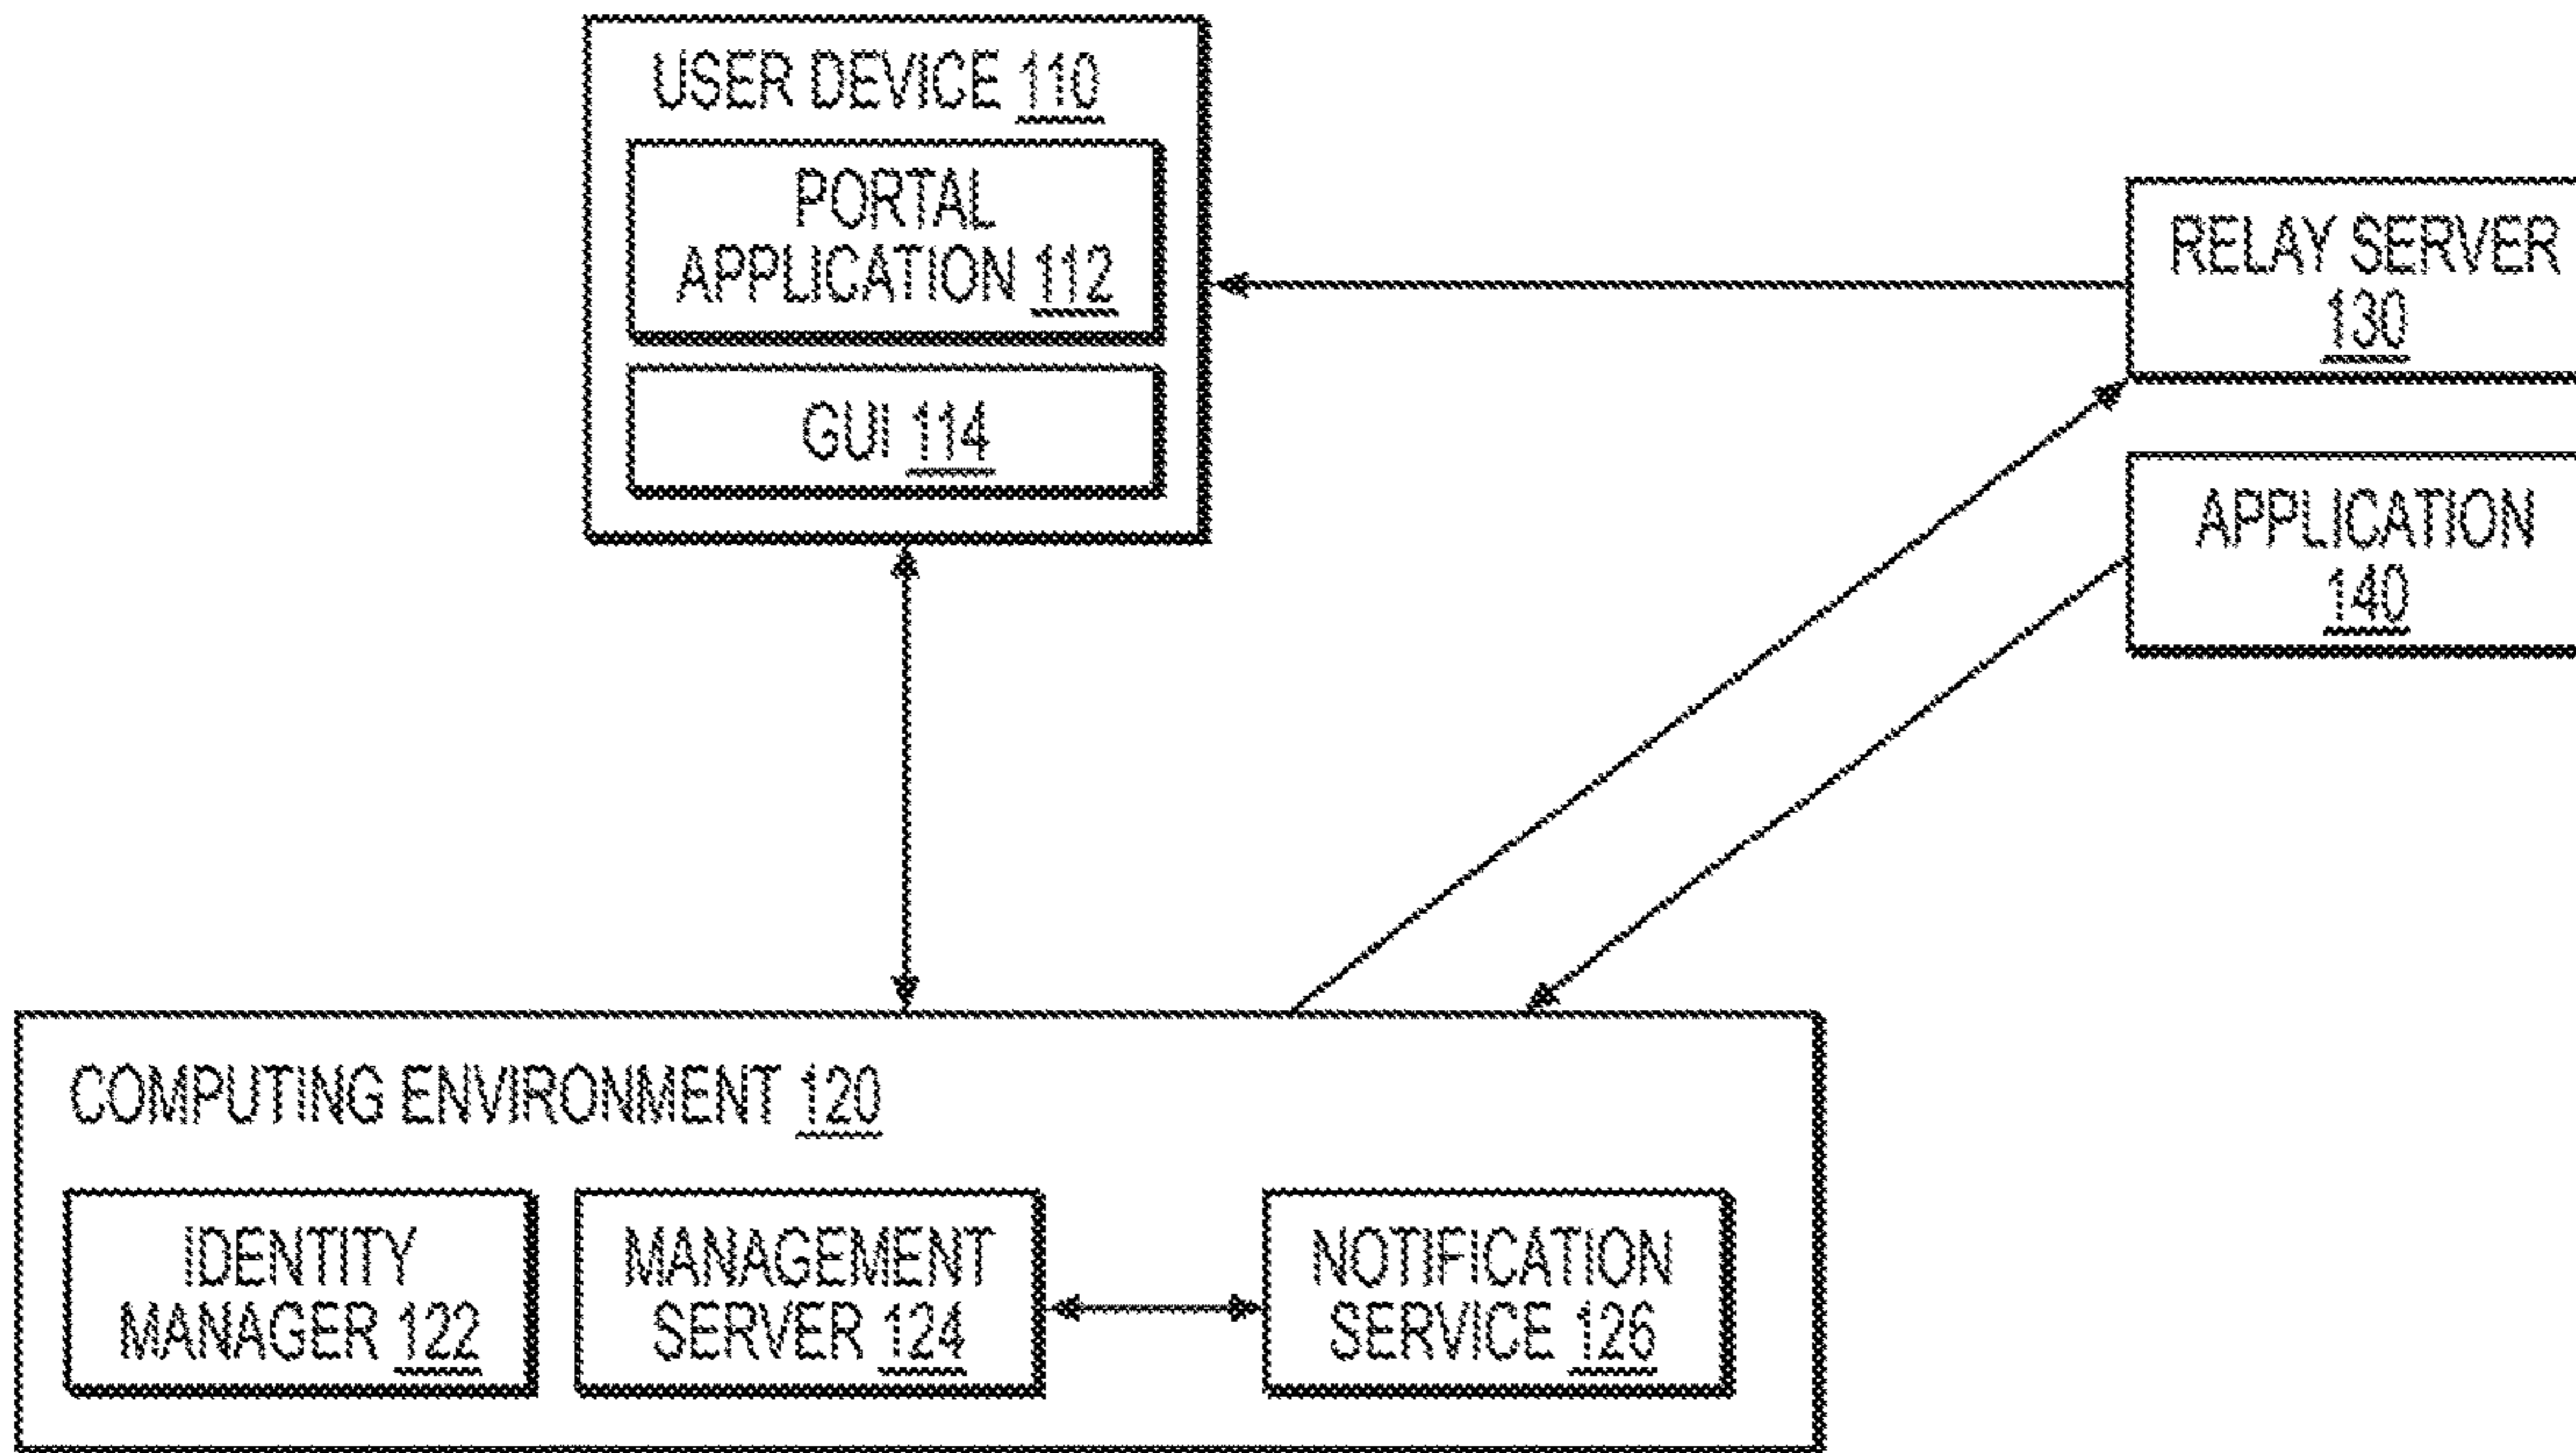 USER DEVICE 110
PORTAL
APPLICATION 112
GUI 114
RELAY SERVER
130
APPLICATION
140
COMPUTING ENVIRONMENT 120
IDENTITY
MANAGER 122
MANAGEMENT
SERVER 124
NOTIFICATION
SERVICE 126